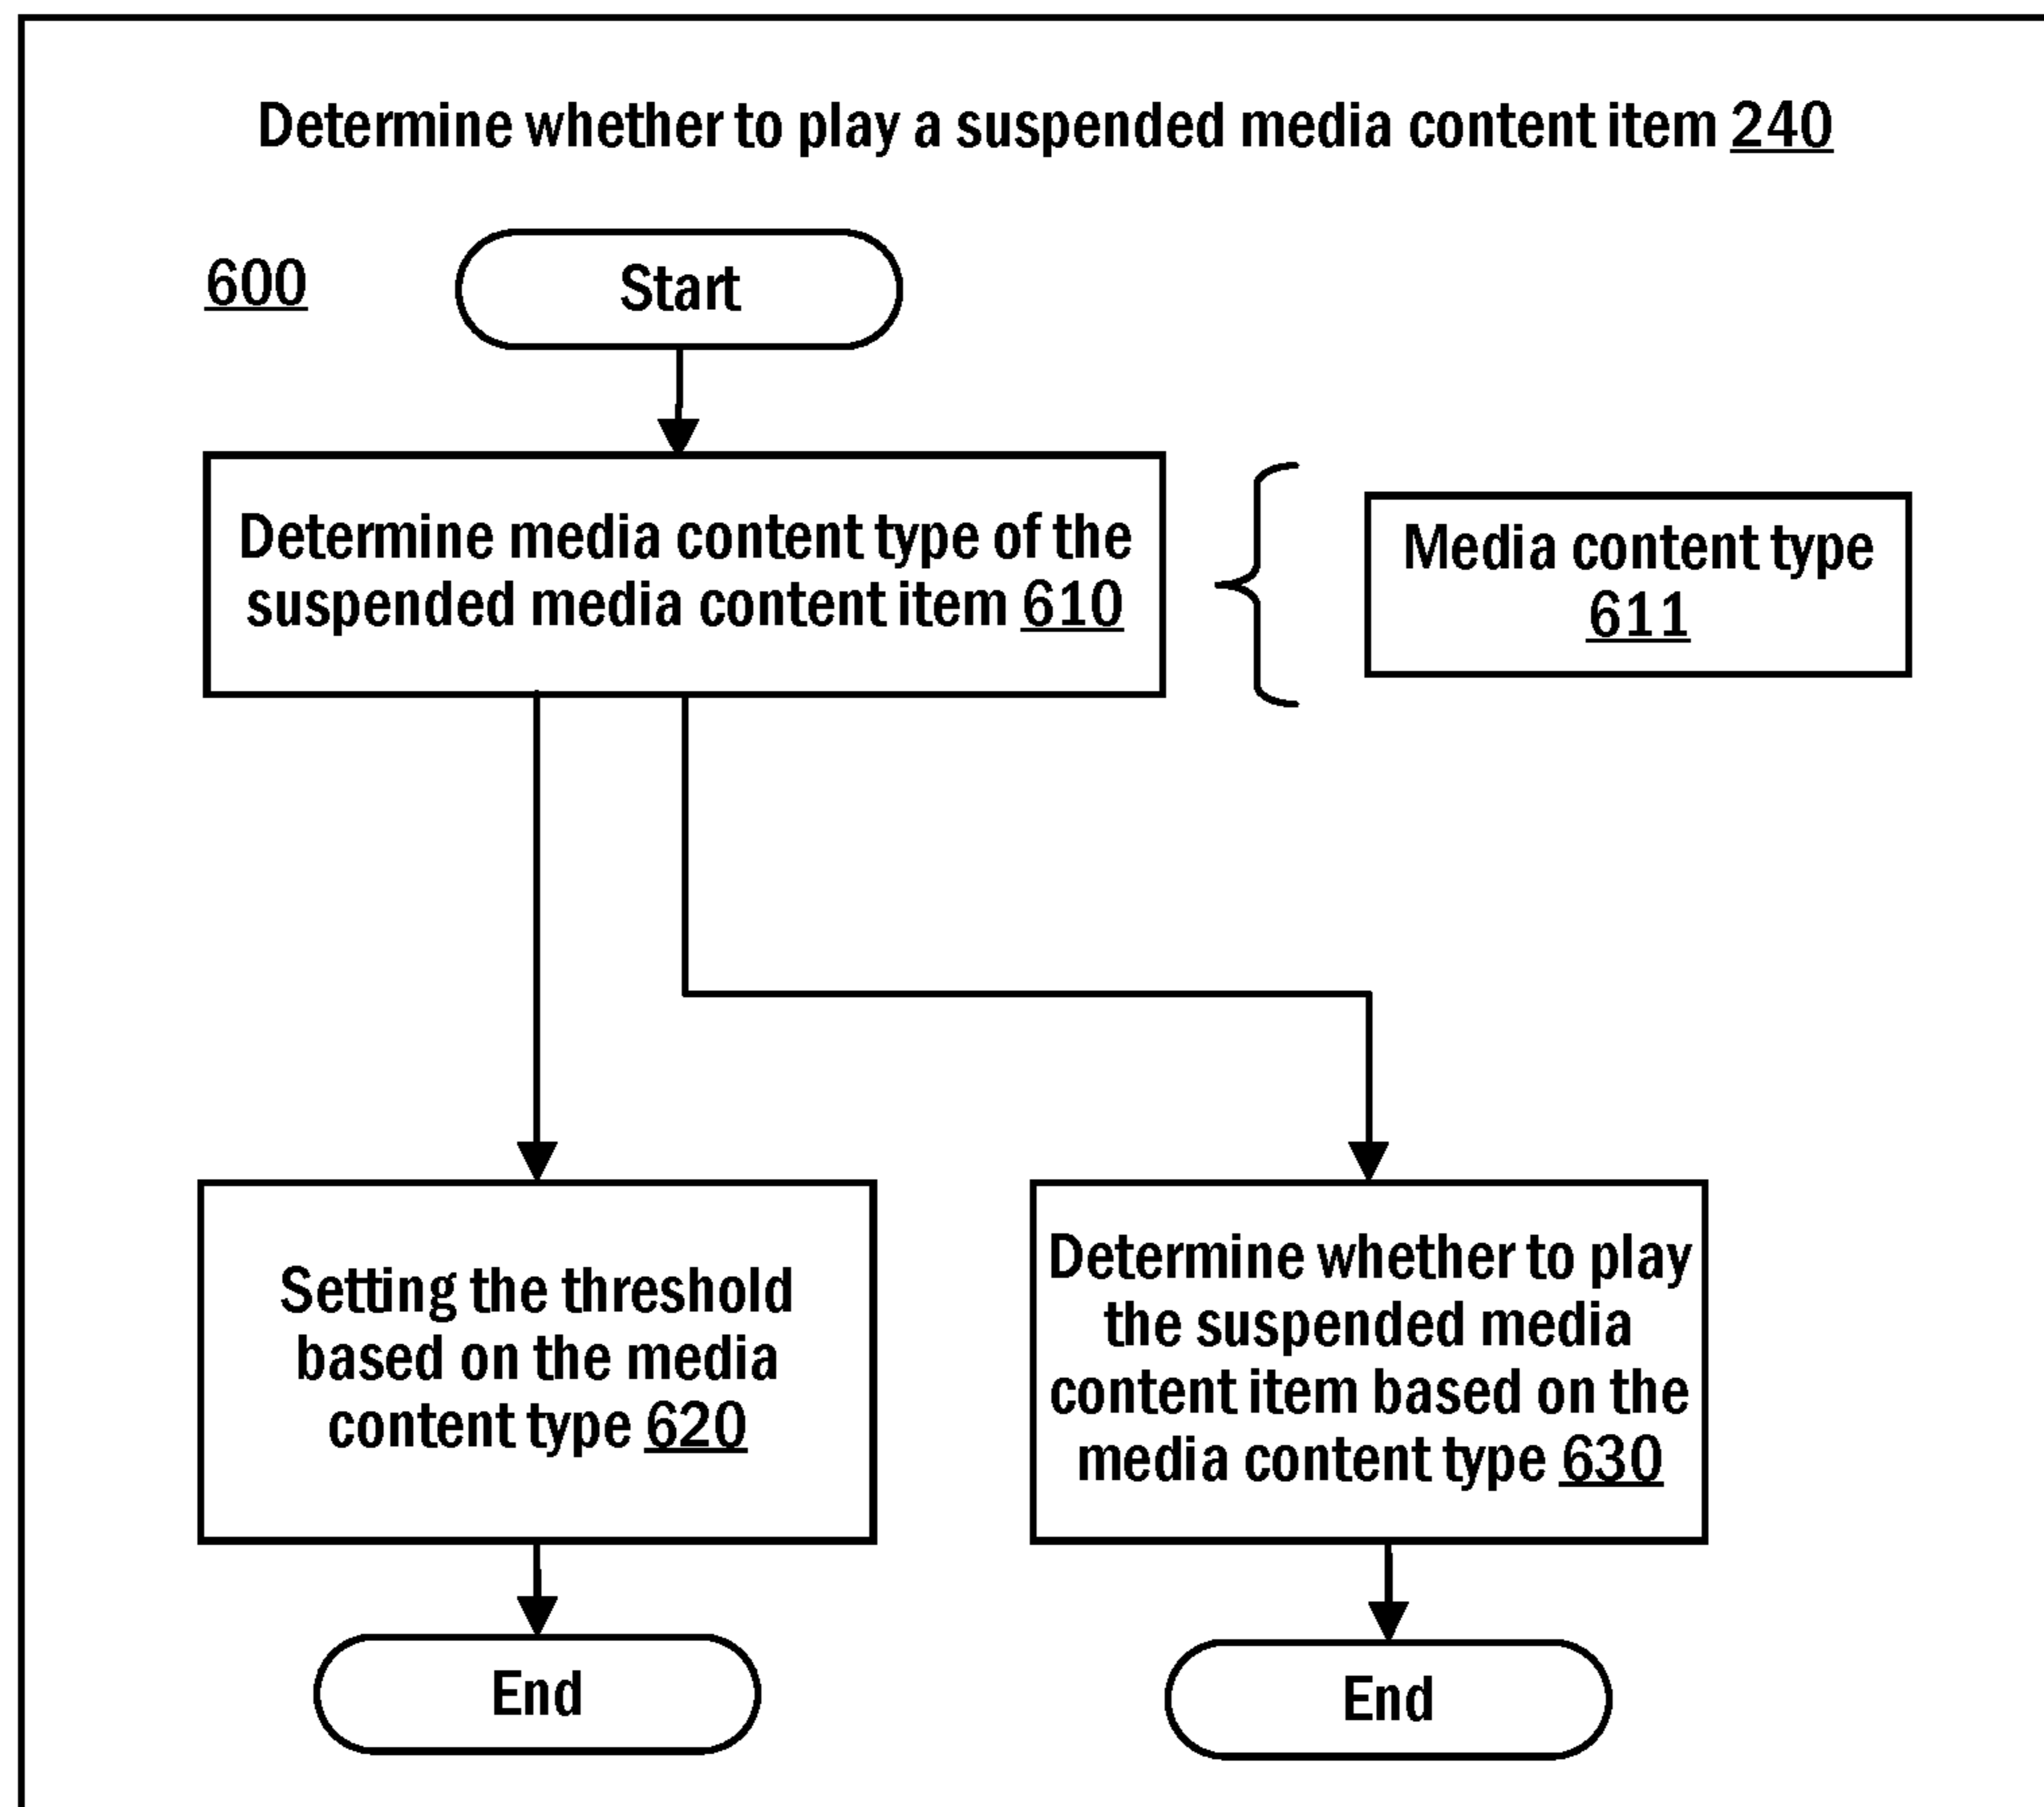 Determine whether to play a suspended media content item 240
600
Start
Determine media content type of the
suspended media content item 610
Media content type
611
Setting the threshold
based on the media
content type 620
Determine whether to play
the suspended media
content item based on the
media content type 630
End
End